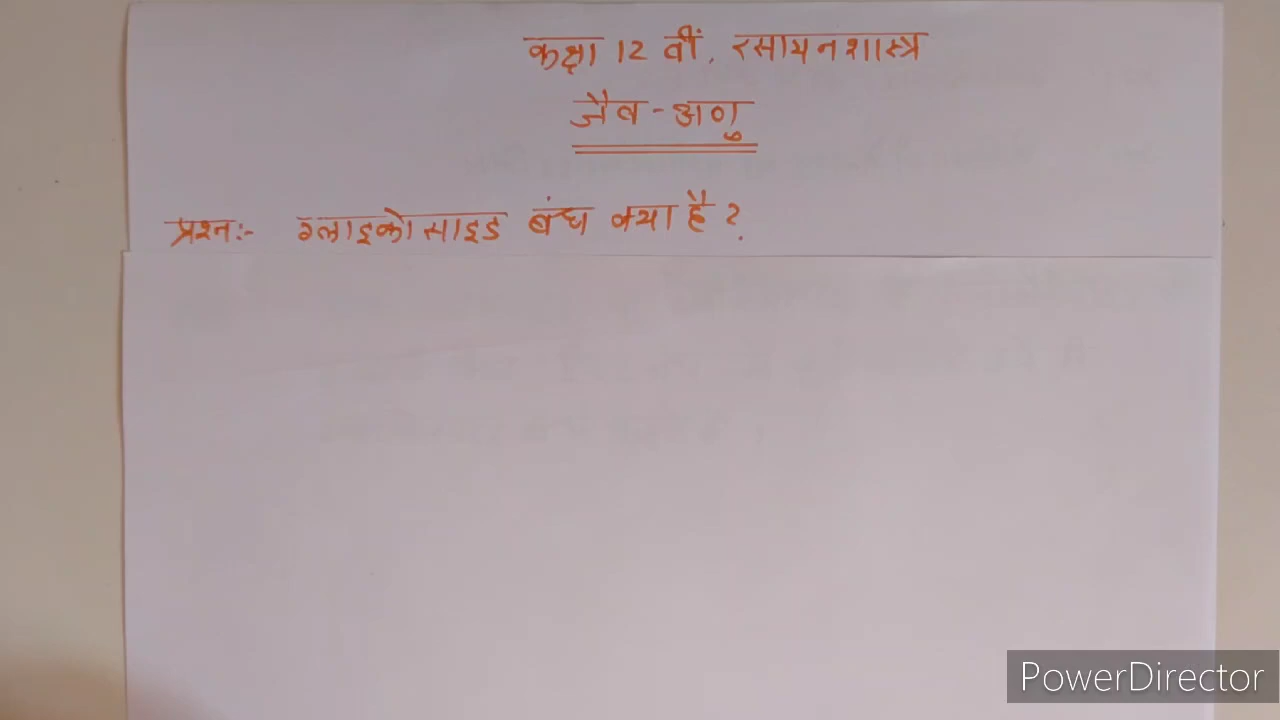 कक्षा 12 वीं, रसायनशास्त्र
जैव-अणु
प्रश्न:- ग्लाइकोसाइड बंध क्या है?
PowerDirector